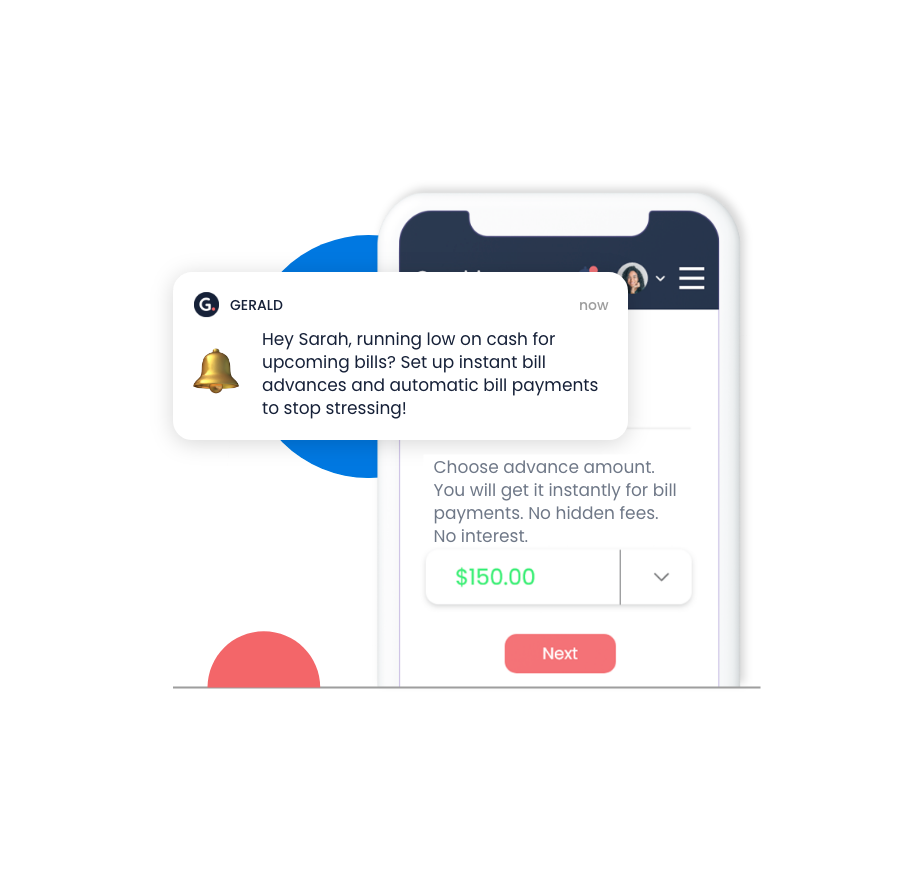 G.
GERALD
now
Hey Sarah, running low on cash for
upcoming bills? Set up instant bill
advances and automatic bill payments
to stop stressing!
Choose advance amount.
You will get it instantly for bill
payments. No hidden fees.
No interest.
$150.00
Next